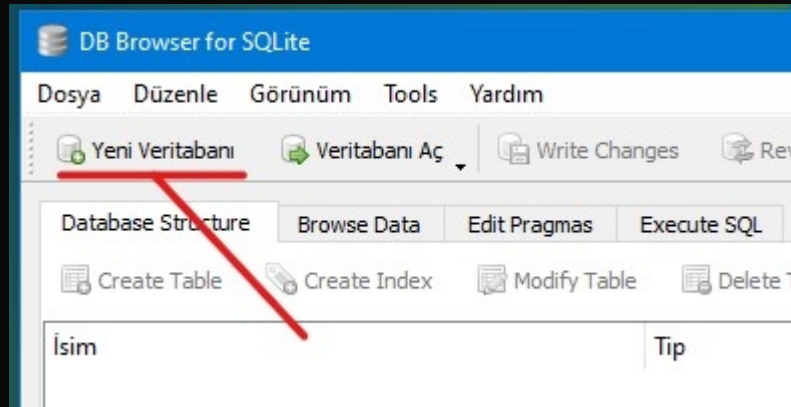 DB Browser for SQLite
Dosya Düzenle Görünüm Tools Yardım
Yeni Veritabanı Veritabanı Aç Write Changes
Database Structure Browse Data Edit Pragmas Execute SQL
Create Table Create Index Modify Table Delete
İsim Tip